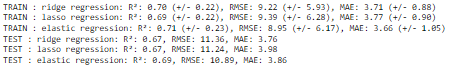 TRAIN : ridge regression: R²: 0.70 (+/- 0.22), RMSE: 9.22 (+/- 5.93), MAE: 3.71 (+/- 0.88)
TRAIN : lasso regression: R²: 0.69 (+/- 0.22), RMSE: 9.39 (+/- 6.28), MAE: 3.77 (+/- 0.90)
TRAIN : elastic regression: R²: 0.71 (+/- 0.23), RMSE: 8.95 (+/- 6.17), MAE: 3.66 (+/- 1.05)
TEST : ridge regression: R²: 0.67, RMSE: 11.36, MAE: 3.76
TEST : lasso regression: R²: 0.67, RMSE: 11.24, MAE: 3.98
TEST : elastic regression: R²: 0.69, RMSE: 10.89, MAE: 3.86